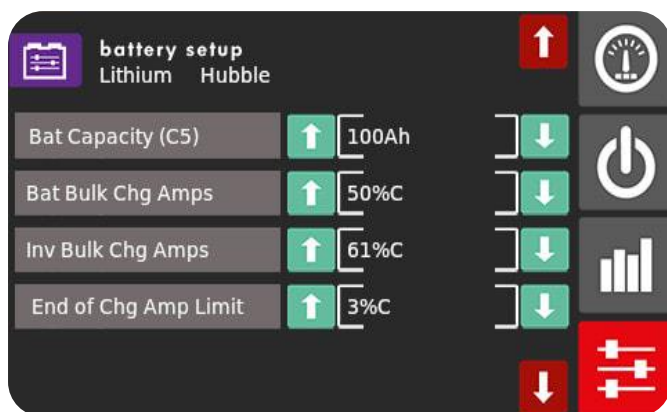 battery setup
Lithium Hubble
Bat Capacity (C5) 100Ah
Bat Bulk Chg Amps 50%C
Inv Bulk Chg Amps 61%C
End of Chg Amp Limit 3%C